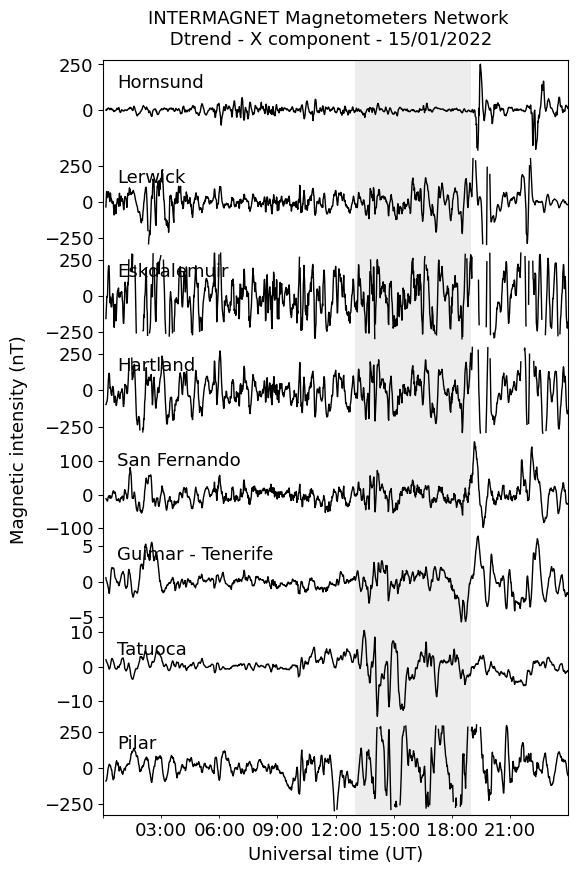 INTERMAGNET Magnetometers Network
Dtrend - X component - 15/01/2022
250
Hornsund
0
250
Lerwick
0
−250
250
Eskdalemuir
0
−250
250
Hartland
0
−250
San Fernando
100
0
−100
5
Guimar - Tenerife
0
−5
10
Tatuoca
0
−10
250
Pilar
0
−250
Magnetic intensity (nT)
03:00 06:00 09:00 12:00 15:00 18:00 21:00
Universal time (UT)